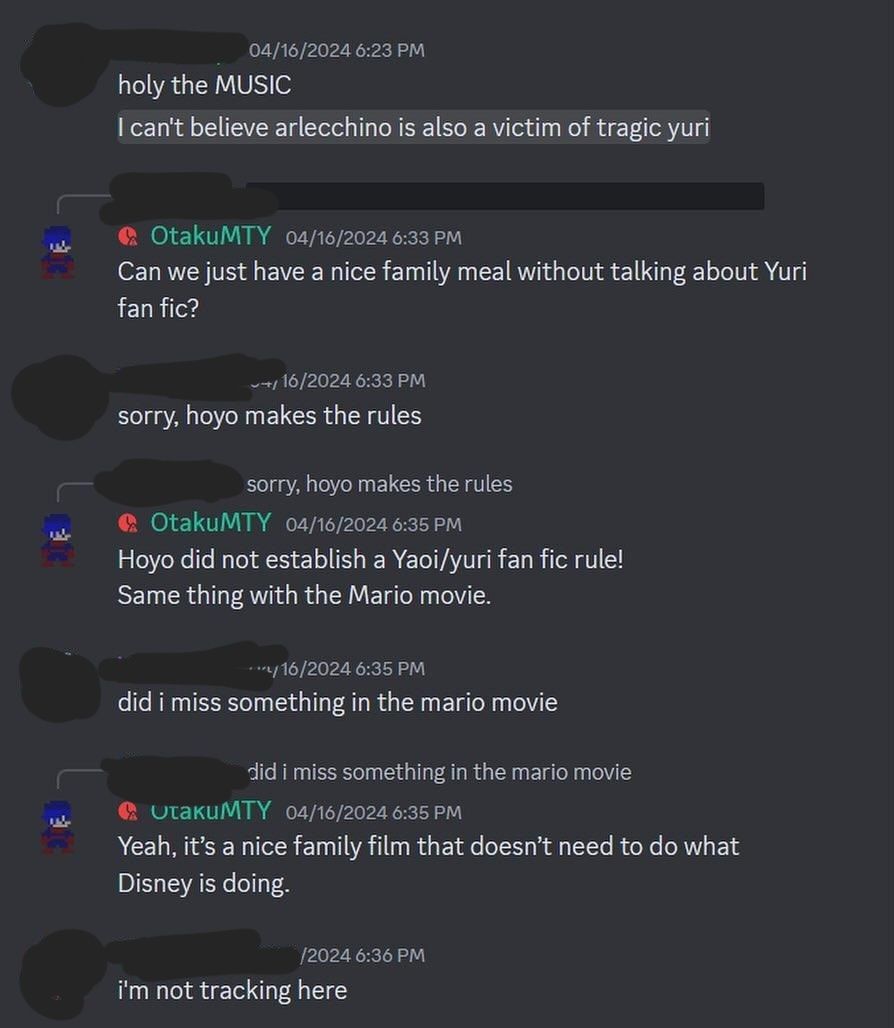 04/16/2024 6:23 PM
holy the MUSIC
I can't believe arlecchino is also a victim of tragic yuri
OtakuMTY 04/16/2024 6:33 PM
Can we just have a nice family meal without talking about Yuri
fan fic?
/16/2024 6:33 PM
sorry, hoyo makes the rules
sorry, hoyo makes the rules
OtakuMTY 04/16/2024 6:35 PM
Hoyo did not establish a Yaoi/yuri fan fic rule!
Same thing with the Mario movie.
/16/2024 6:35 PM
did i miss something in the mario movie
did i miss something in the mario movie
OtakuMTY 04/16/2024 6:35 PM
Yeah, it’s a nice family film that doesn’t need to do what
Disney is doing.
/2024 6:36 PM
i'm not tracking here